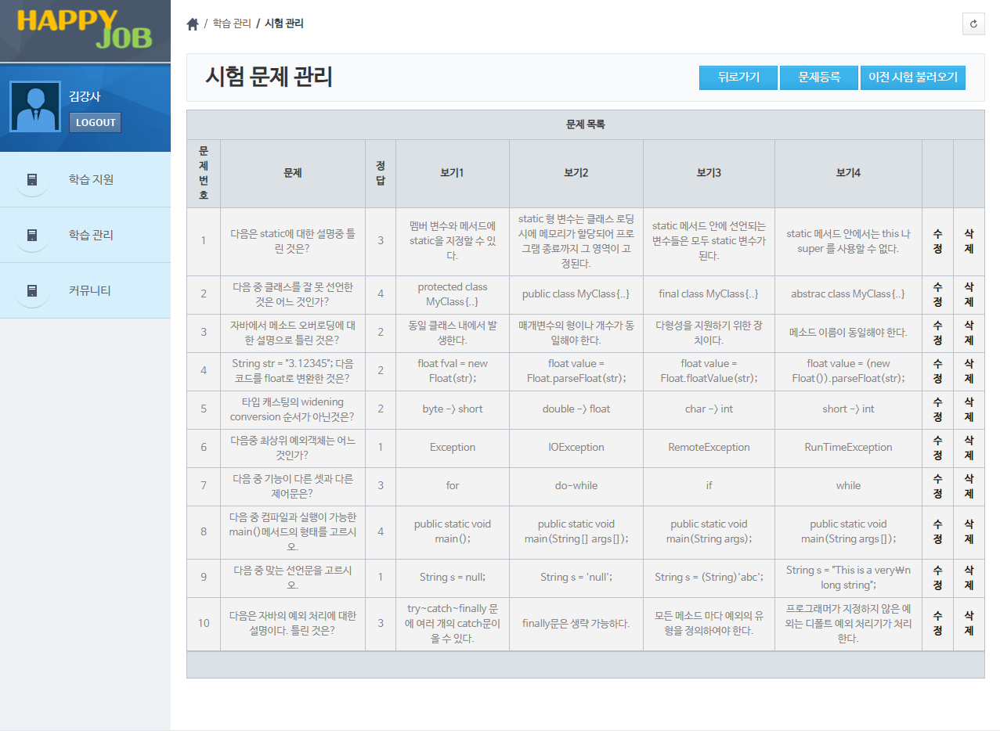 HAPPY
JOB
/ 학습 관리 / 시험 관리
김강사
LOGOUT
학습 지원
학습 관리
커뮤니티
시험 문제 관리
뒤로가기 문제등록 이전 시험 불러오기
문제 목록
문
제
번
호
문제
정
답
보기1
보기2
보기3
보기4
1
다음은 static에 대한 설명중 틀
린 것은?
3
멤버 변수와 메서드에
static을 지정할 수 있
다.
static 형 변수는 클래스 로딩
시에 메모리가 할당되어 프로
그램 종료까지 그 영역이 고
정된다.
static 메서드 안에 선언되는
변수들은 모두 static 변수가
된다.
static 메서드 안에서는 this 나
super 를 사용할 수 없다.
수
정
삭
제
2
다음 중 클래스를 잘 못 선언한
것은 어느 것인가?
4
protected class
MyClass{..}
public class MyClass{..}
final class MyClass{..}
abstrac class MyClass{..}
수
정
삭
제
3
자바에서 메소드 오버로딩에 대
한 설명으로 틀린 것은?
2
동일 클래스 내에서 발
생한다.
매개변수의 형이나 개수가 동
일해야 한다.
다형성을 지원하기 위한 장
치이다.
메소드 이름이 동일해야 한다.
수
정
삭
제
4
String str = "3.12345"; 다음
코드를 float로 변환한 것은?
2
float fval = new
Float(str);
float value =
Float.parseFloat(str);
float value =
Float.floatValue(str);
float value = (new
Float()).parseFloat(str);
수
정
삭
제
5
타입 캐스팅의 widening
conversion 순서가 아닌것은?
2
byte -> short
double -> float
char -> int
short -> int
수
정
삭
제
6
다음중 최상위 예외객체는 어느
것인가?
1
Exception
IOException
RemoteException
RunTimeException
수
정
삭
제
7
다음 중 기능이 다른 셋과 다른
제어문은?
3
for
do-while
if
while
수
정
삭
제
8
다음 중 컴파일과 실행이 가능한
main()메서드의 형태를 고르시
오.
4
public static void
main();
public static void
main(String[] args[]);
public static void
main(String args);
public static void
main(String args[]);
수
정
삭
제
9
다음 중 맞는 선언문을 고르시
오.
1
String s = null;
String s = 'null';
String s = (String)'abc';
String s = "This is a very₩n
long string";
수
정
삭
제
10
다음은 자바의 예외 처리에 대한
설명이다. 틀린 것은?
3
try~catch~finally 문
에 여러 개의 catch문이
올 수 있다.
finally문은 생략 가능하다.
모든 메소드 마다 예외의 유
형을 정의하여야 한다.
프로그래머가 지정하지 않은 예
외는 디폴트 예외 처리기가 처리
한다.
수
정
삭
제